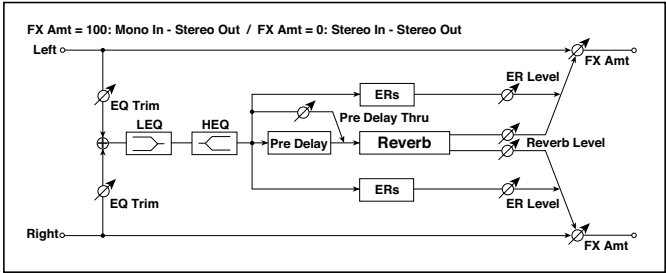 FX Amt = 100: Mono In - Stereo Out / FX Amt = 0: Stereo In - Stereo Out
Left
FX Amt
ER Level
ERs
EQ Trim
Pre Delay Thru
LEQ
HEQ
Pre Delay
Reverb
Reverb Level
ERs
EQ Trim
ER Level
Right
FX Amt